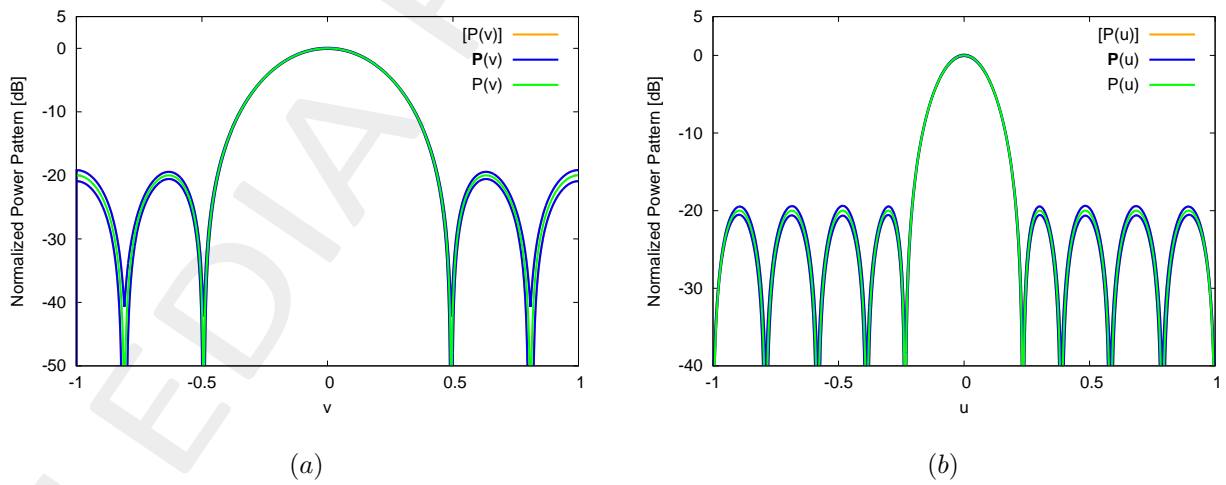 5
0
-10
-20
-30
-40
-50
-1
-0.5
0
0.5
1
Normalized Power Pattern [dB]
v
[P(v)]
P(v)
P(v)
(a)
5
0
-10
-20
-30
-40
-1
-0.5
0
0.5
1
Normalized Power Pattern [dB]
u
[P(u)]
P(u)
P(u)
(b)
EDIA